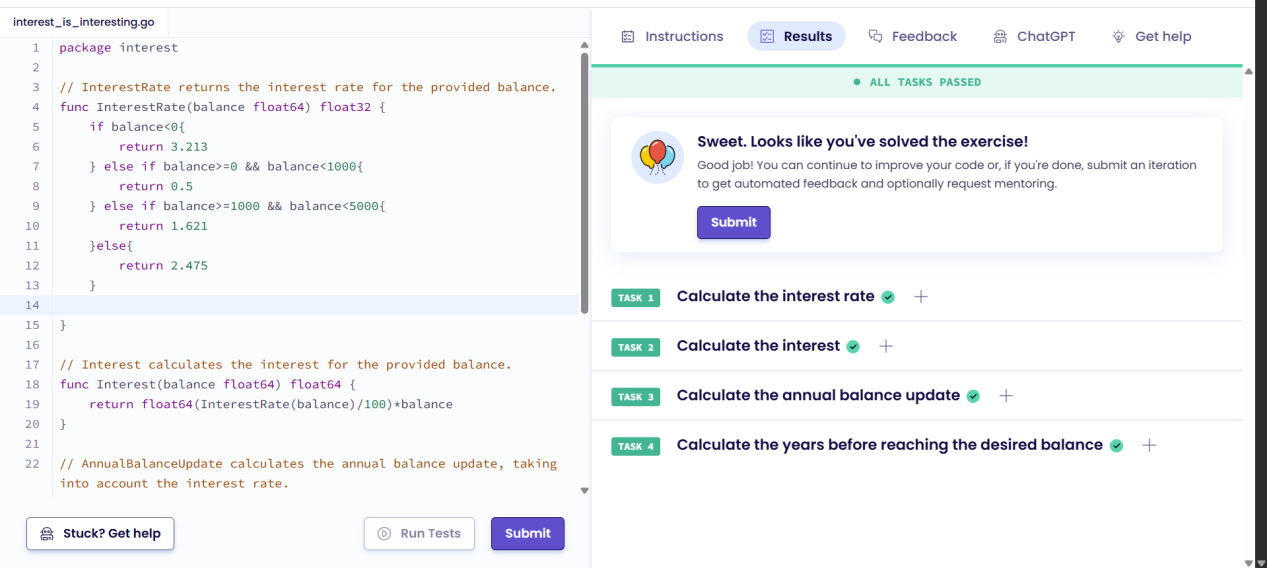 interest_is_interesting.go
1 package interest
2
3 // InterestRate returns the interest rate for the provided balance.
4 func InterestRate(balance float64) float32 {
5     if balance<0{
6         return 3.213
7     } else if balance>=0 && balance<1000{
8         return 0.5
9     } else if balance>=1000 && balance<5000{
10         return 1.621
11     }else{
12         return 2.475
13     }
14
15 }
16
17 // Interest calculates the interest for the provided balance.
18 func Interest(balance float64) float64 {
19     return float64(InterestRate(balance)/100)*balance
20 }
21
22 // AnnualBalanceUpdate calculates the annual balance update, taking
into account the interest rate.
Stuck? Get help
Run Tests
Submit
Instructions
Results
Feedback
ChatGPT
Get help
ALL TASKS PASSED
Sweet. Looks like you've solved the exercise!
Good job! You can continue to improve your code or, if you're done, submit an iteration
to get automated feedback and optionally request mentoring.
Submit
TASK 1 Calculate the interest rate
TASK 2 Calculate the interest
TASK 3 Calculate the annual balance update
TASK 4 Calculate the years before reaching the desired balance